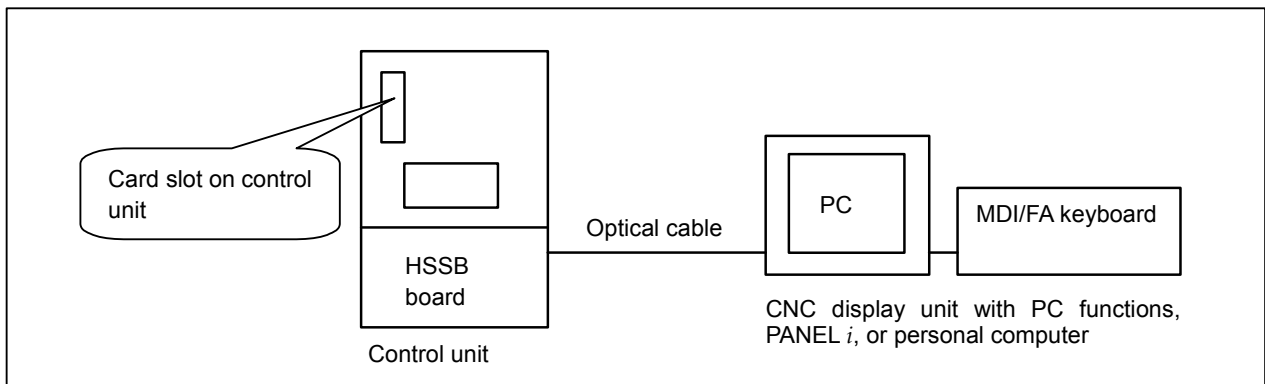 Card slot on control
unit
HSSB
board
Control unit
Optical cable
PC
MDI/FA keyboard
CNC display unit with PC functions,
PANEL i, or personal computer